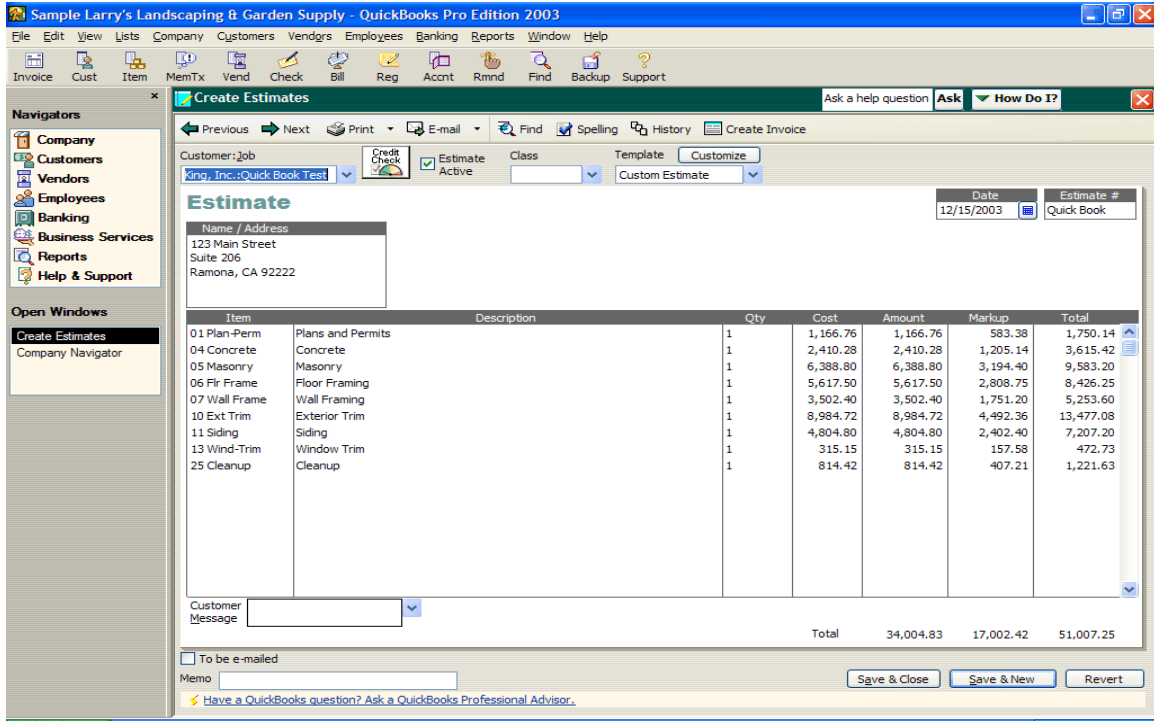 Sample Larry's Landscaping & Garden Supply - QuickBooks Pro Edition 2003
File Edit View Lists Company Customers Vendors Employees Banking Reports Window Help
Invoice Cust Item MemTx Vend Check Bill Reg Accnt Rmnd Find Backup Support
Navigators
Company
Customers
Vendors
Employees
Banking
Business Services
Reports
Help & Support
Open Windows
Create Estimates
Company Navigator
Create Estimates Ask a help question Ask How Do I?
Previous Next Print E-mail Find Spelling History Create Invoice
Customer:Job Credit Check Estimate Active Class Template Customize
King, Inc.:Quick Book Test Custom Estimate
Estimate
Date Estimate #
12/15/2003 Quick Book
Name / Address
123 Main Street
Suite 206
Ramona, CA 92222
Item Description Qty Cost Amount Markup Total
01 Plan-Perm Plans and Permits 1 1,166.76 1,166.76 583.38 1,750.14
04 Concrete Concrete 1 2,410.28 2,410.28 1,205.14 3,615.42
05 Masonry Masonry 1 6,388.80 6,388.80 3,194.40 9,583.20
06 Flr Frame Floor Framing 1 5,617.50 5,617.50 2,808.75 8,426.25
07 Wall Frame Wall Framing 1 3,502.40 3,502.40 1,751.20 5,253.60
10 Ext Trim Exterior Trim 1 8,984.72 8,984.72 4,492.36 13,477.08
11 Siding Siding 1 4,804.80 4,804.80 2,402.40 7,207.20
13 Wind-Trim Window Trim 1 315.15 315.15 157.58 472.73
25 Cleanup Cleanup 1 814.42 814.42 407.21 1,221.63
Customer Message
Total 34,004.83 17,002.42 51,007.25
To be e-mailed
Memo Save & Close Save & New Revert
Have a QuickBooks question? Ask a QuickBooks Professional Advisor.